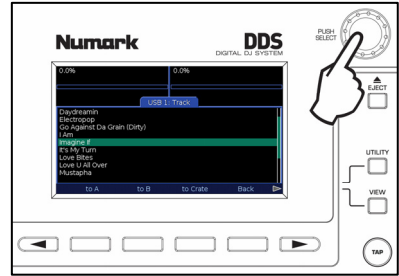 Numark
DDS
DIGITAL DJ SYSTEM
PUSH
SELECT
0.0%
0.0%
USB 1: Track
Daydreamin
Electropop
Go Against Da Grain (Dirty)
I Am
Imagine If
It's My Turn
Love Bites
Love U All Over
Mustapha
to A
to B
to Crate
Back
EJECT
UTILITY
VIEW
TAP